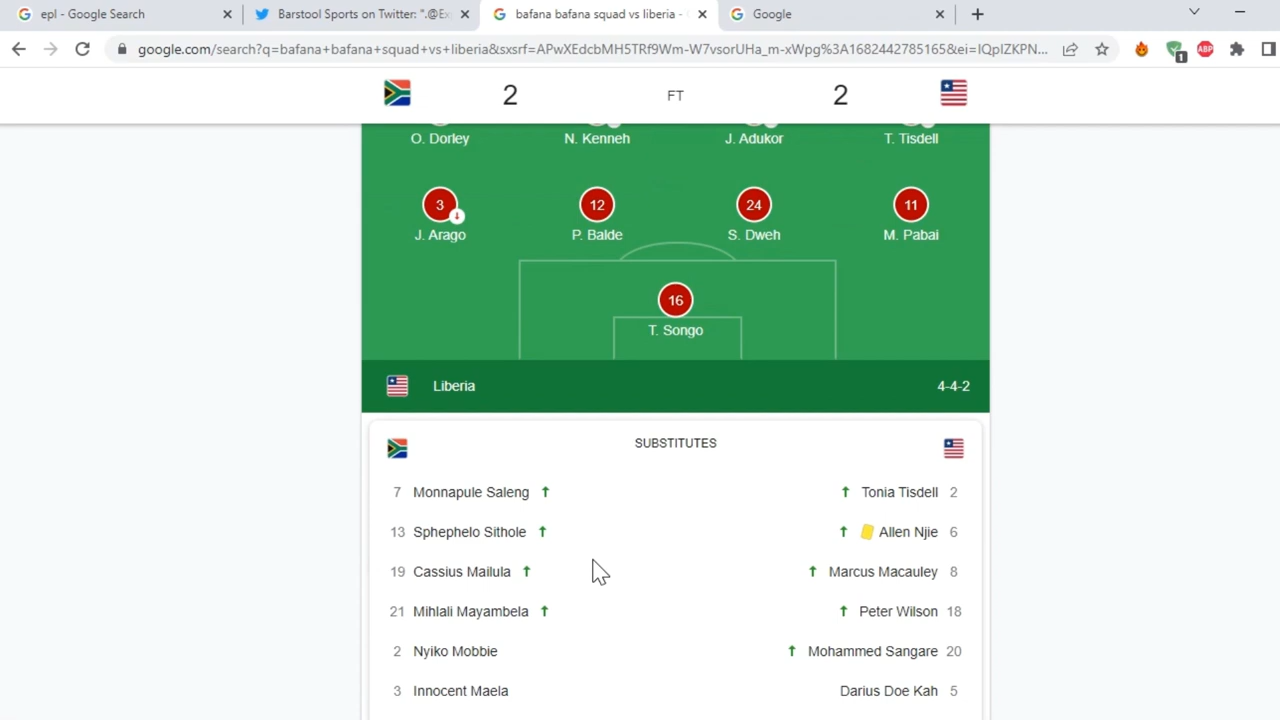 epl - Google Search
Barstool Sports on Twitter: ".@Ex
bafana bafana squad vs liberia -
Google
google.com/search?q=bafana+bafana+squad+vs+liberia&sxsrf=APwXEdcbMH5TRf9Wm-W7vsorUHa_m-xWpg%3A1682442785165&ei=IQpIZKPN...
1
ABP
2 FT 2
O. Dorley N. Kenneh J. Adukor T. Tisdell
3 12 24 11
J. Arago P. Balde S. Dweh M. Pabai
16
T. Songo
Liberia 4-4-2
SUBSTITUTES
7 Monnapule Saleng Tonia Tisdell 2
13 Sphephelo Sithole Allen Njie 6
19 Cassius Mailula Marcus Macauley 8
21 Mihlali Mayambela Peter Wilson 18
2 Nyiko Mobbie Mohammed Sangare 20
3 Innocent Maela Darius Doe Kah 5